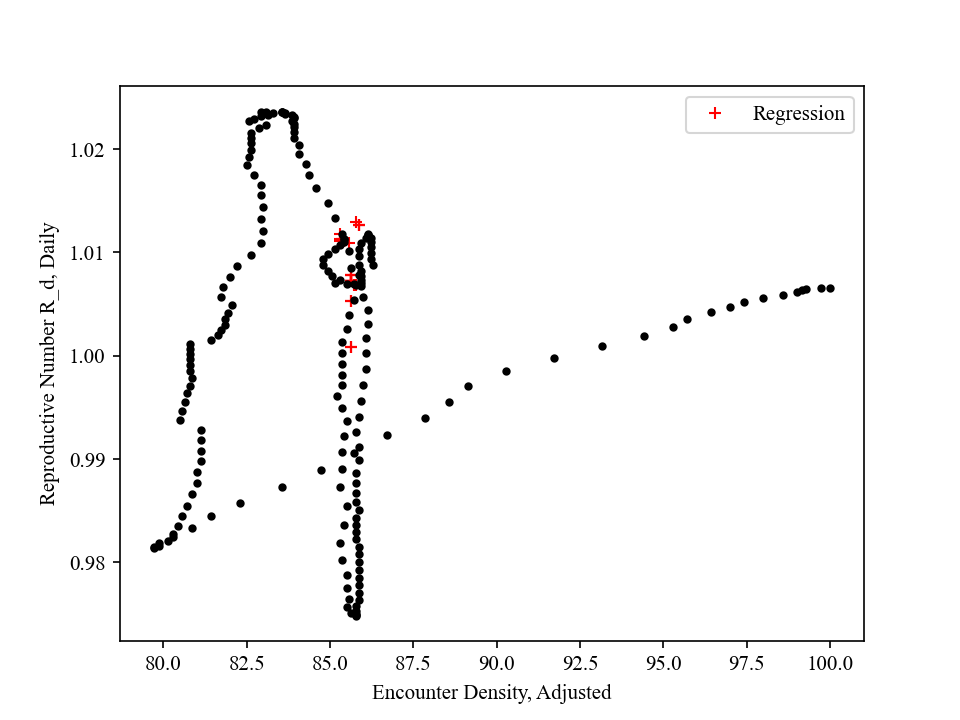 Regression
1.02
1.01
1.00
0.99
0.98
Reproductive Number R_d, Daily
80.0 82.5 85.0 87.5 90.0 92.5 95.0 97.5 100.0
Encounter Density, Adjusted